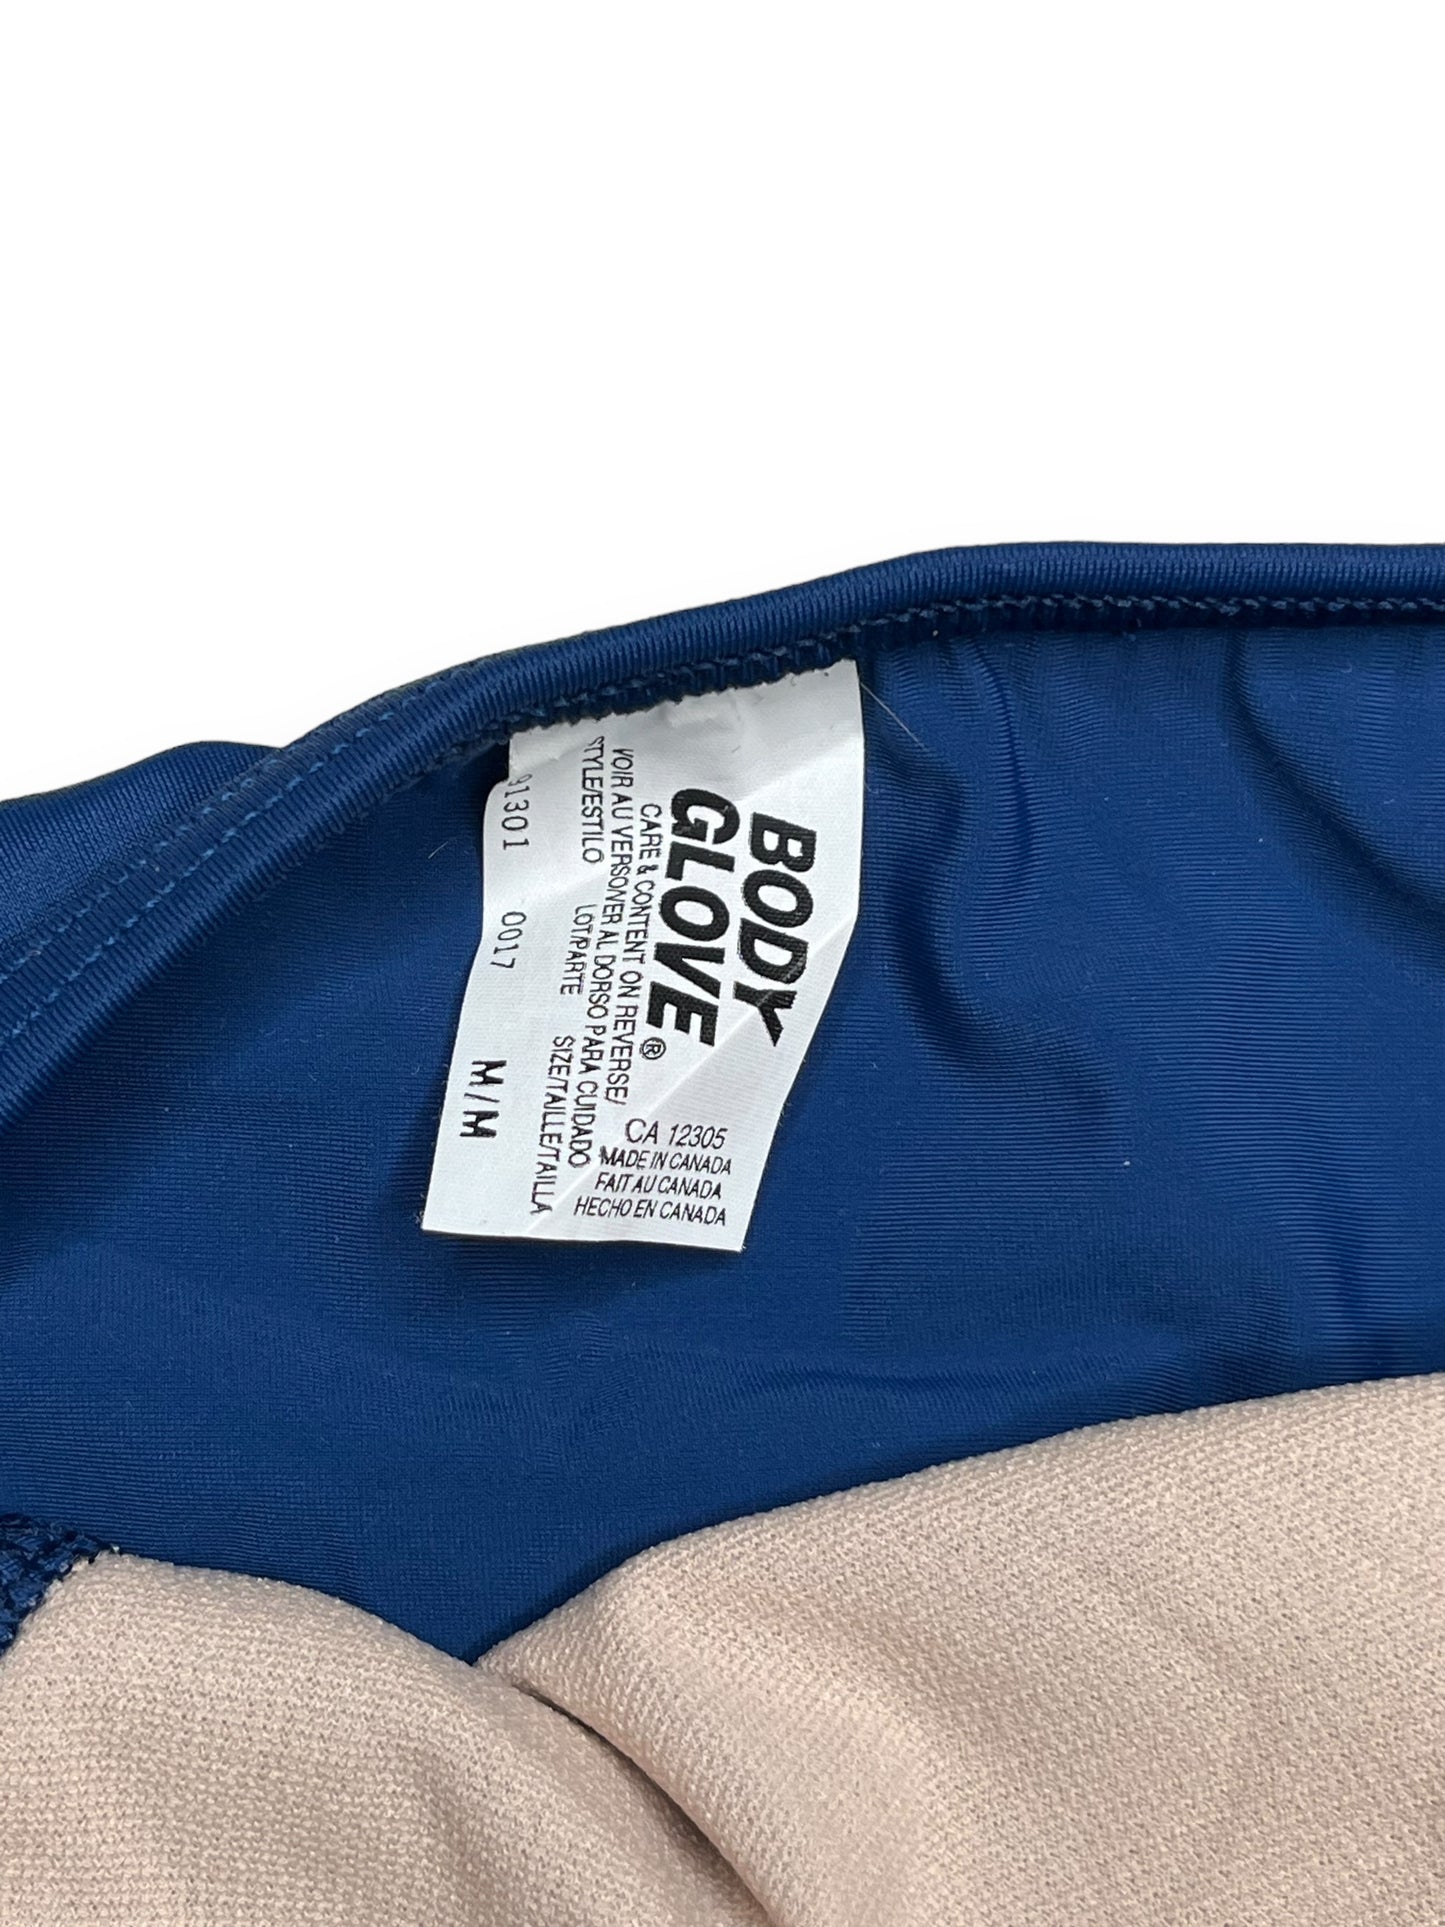 BODY
GLOVE®
CARE & CONTENT ON REVERSE/
VOIR AU VERSO/VER AL DORSO PARA CUIDADO
STYLE/ESTILO LOT/PARTE SIZE/TAILLE/TAILLA
91301 0017 M/M
CA 12305
MADE IN CANADA
FAIT AU CANADA
HECHO EN CANADA